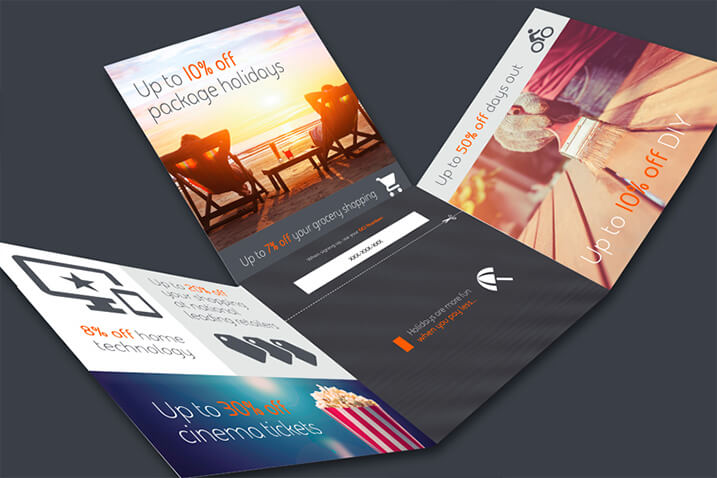 Up to 10% off
package holidays
Up to 7% off your grocery shopping
Up to 50% off days out
Up to 10% off DIY
When signing up, use your GO Number:
XXX-XXX-XXX
Holidays are more fun
when you pay less...
Up to 20% off
your shopping
at national
leading retailers
8% off home
technology
Up to 30% off
cinema tickets